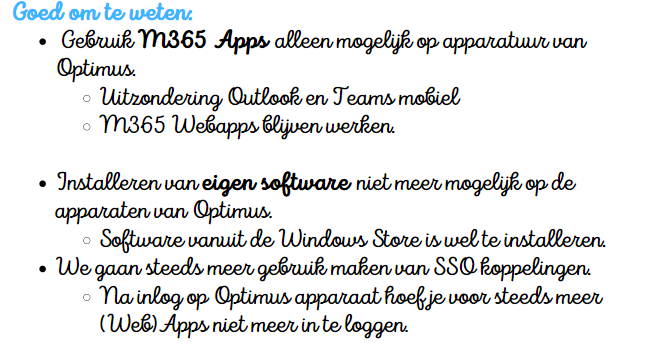 Goed om te weten:
• Gebruik M365 Apps alleen mogelijk op apparatuur van
Optimus.
○ Uitzondering Outlook en Teams mobiel
○ M365 Webapps blijven werken.
• Installeren van eigen software niet meer mogelijk op de
apparaten van Optimus.
○ Software vanuit de Windows Store is wel te installeren.
• We gaan steeds meer gebruik maken van SSO koppelingen.
○ Na inlog op Optimus apparaat hoef je voor steeds meer
(Web) Apps niet meer in te loggen.